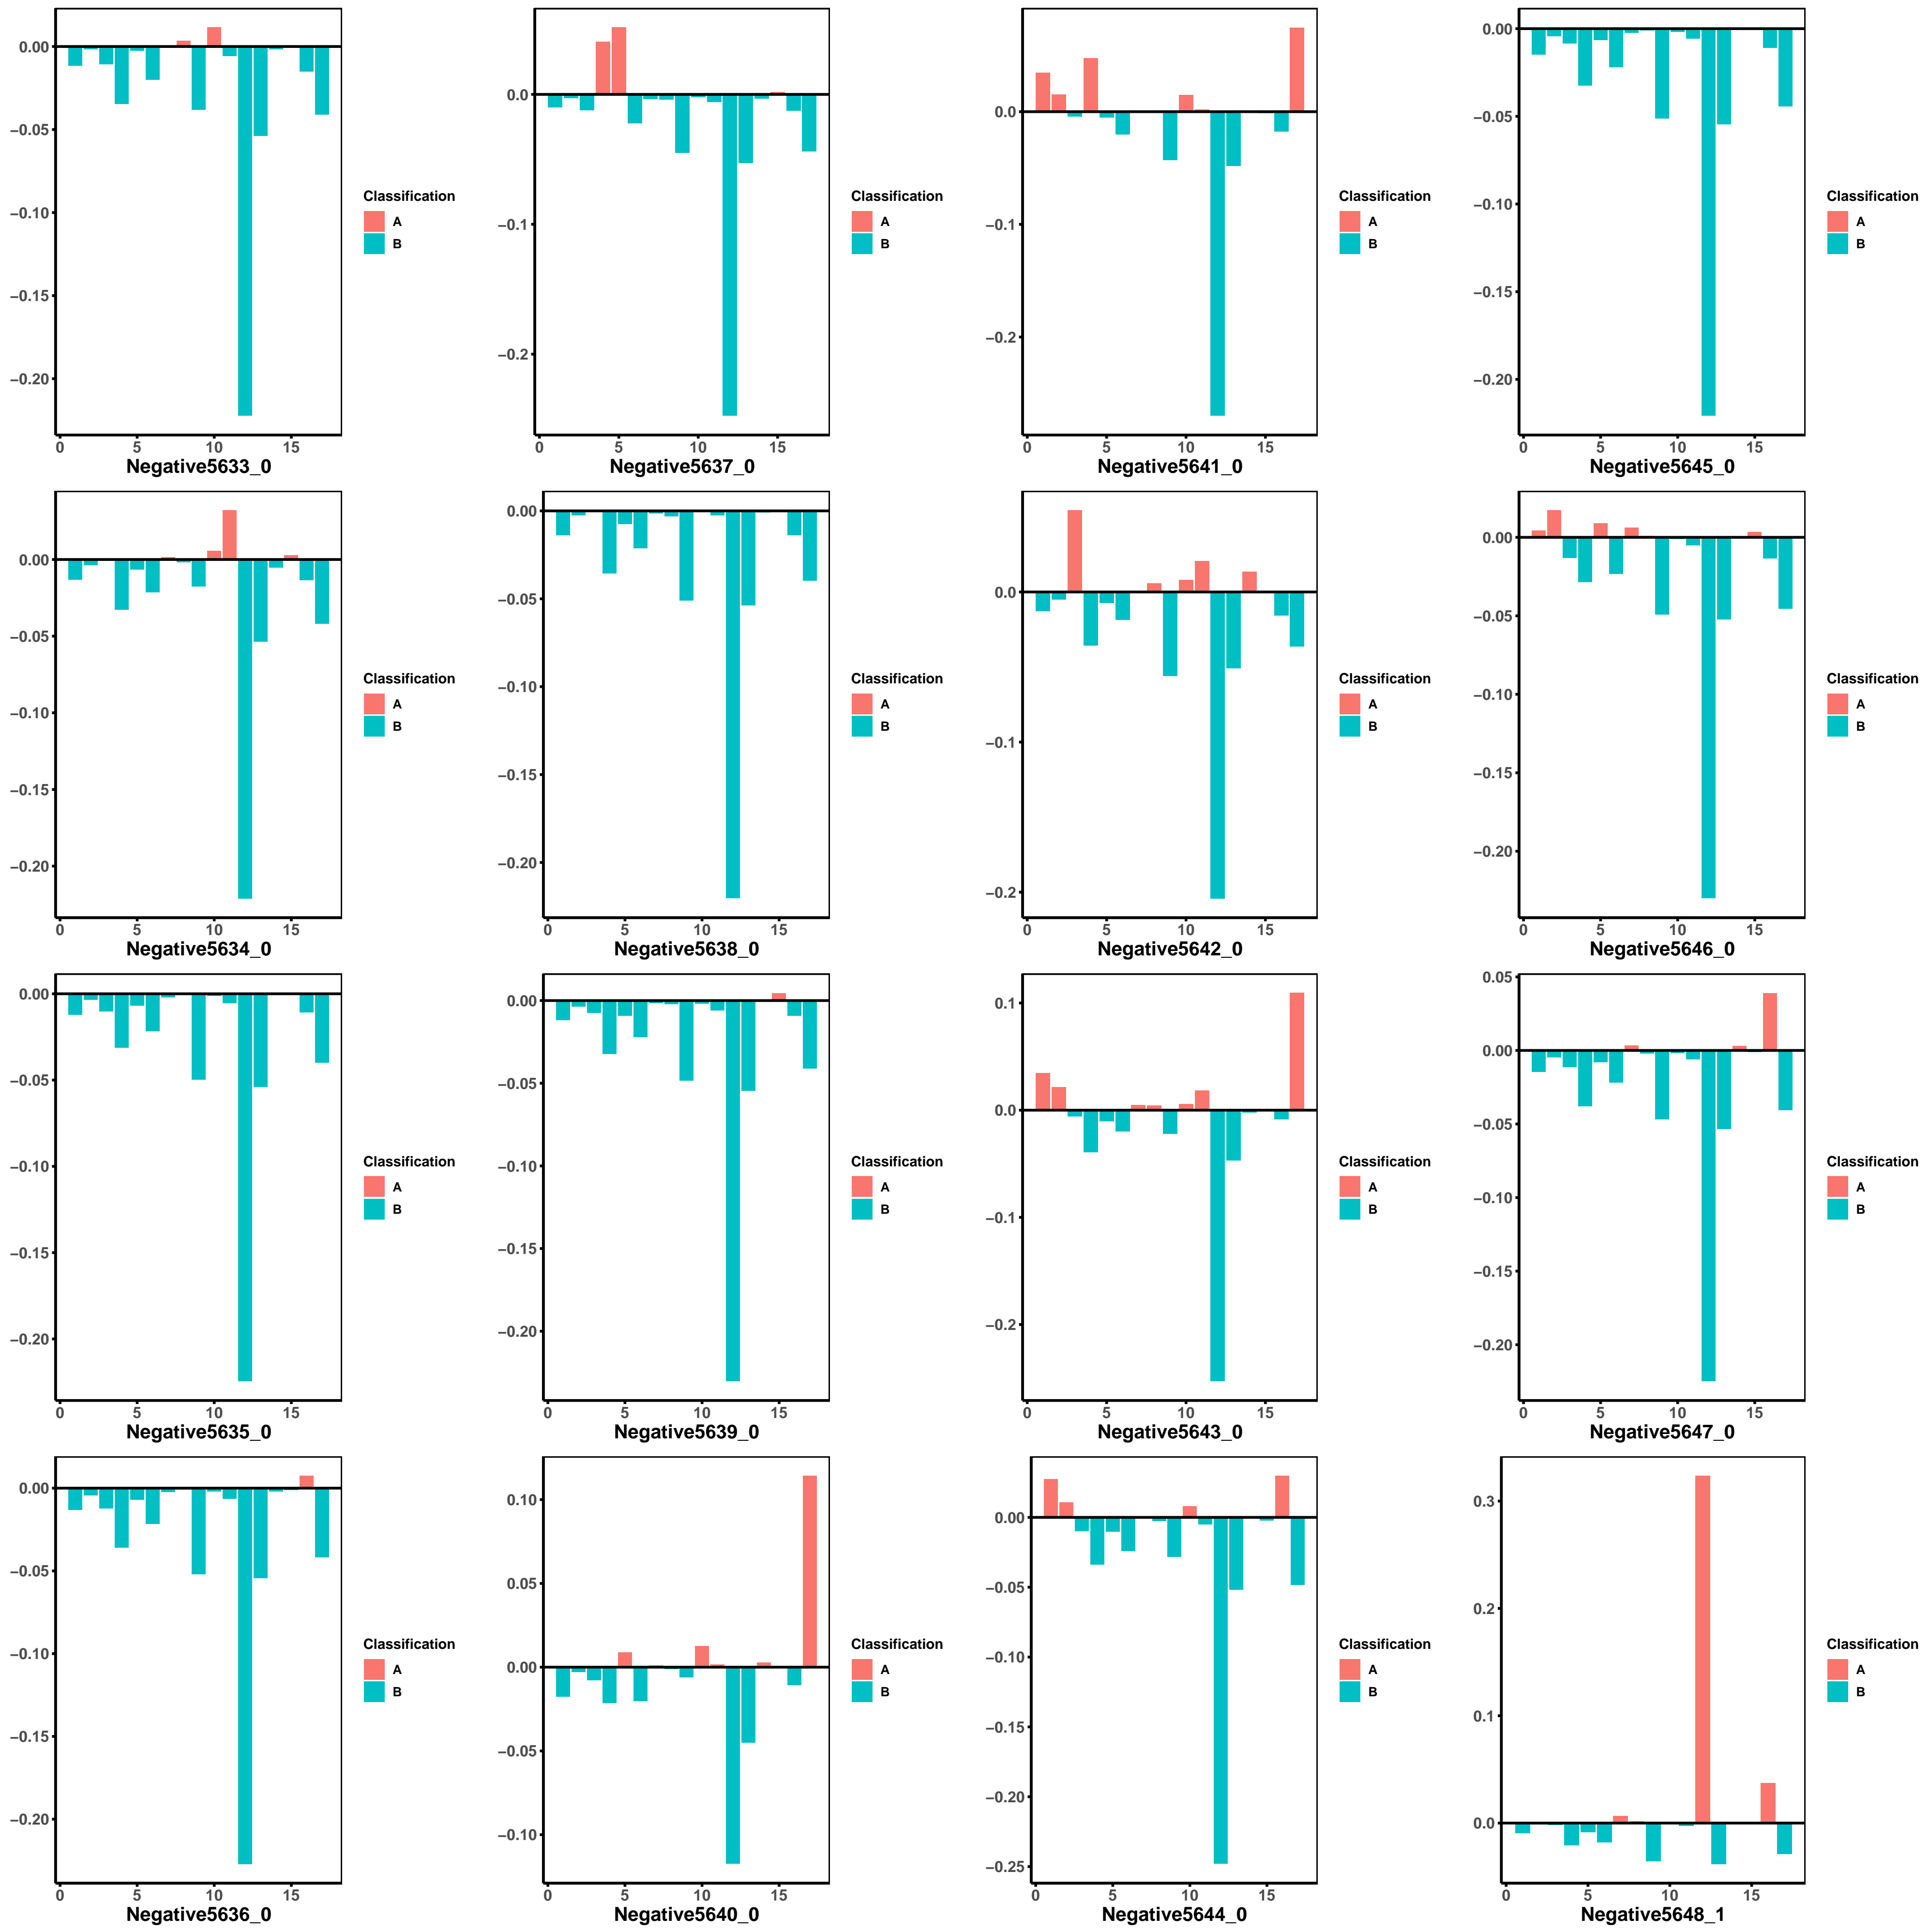 0.00
−0.05
−0.10
−0.15
−0.20
0 5 10 15
Negative5633_0
Classification
A
B
0.0
−0.1
−0.2
0 5 10 15
Negative5637_0
Classification
A
B
0.0
−0.1
−0.2
0 5 10 15
Negative5641_0
Classification
A
B
0.00
−0.05
−0.10
−0.15
−0.20
0 5 10 15
Negative5645_0
Classification
A
B
0.00
−0.05
−0.10
−0.15
−0.20
0 5 10 15
Negative5634_0
Classification
A
B
0.00
−0.05
−0.10
−0.15
−0.20
0 5 10 15
Negative5638_0
Classification
A
B
0.0
−0.1
−0.2
0 5 10 15
Negative5642_0
Classification
A
B
0.00
−0.05
−0.10
−0.15
−0.20
0 5 10 15
Negative5646_0
Classification
A
B
0.00
−0.05
−0.10
−0.15
−0.20
0 5 10 15
Negative5635_0
Classification
A
B
0.00
−0.05
−0.10
−0.15
−0.20
0 5 10 15
Negative5639_0
Classification
A
B
0.1
0.0
−0.1
−0.2
0 5 10 15
Negative5643_0
Classification
A
B
0.05
0.00
−0.05
−0.10
−0.15
−0.20
0 5 10 15
Negative5647_0
Classification
A
B
0.00
−0.05
−0.10
−0.15
−0.20
0 5 10 15
Negative5636_0
Classification
A
B
0.10
0.05
0.00
−0.05
−0.10
0 5 10 15
Negative5640_0
Classification
A
B
0.00
−0.05
−0.10
−0.15
−0.20
−0.25
0 5 10 15
Negative5644_0
Classification
A
B
0.3
0.2
0.1
0.0
0 5 10 15
Negative5648_1
Classification
A
B